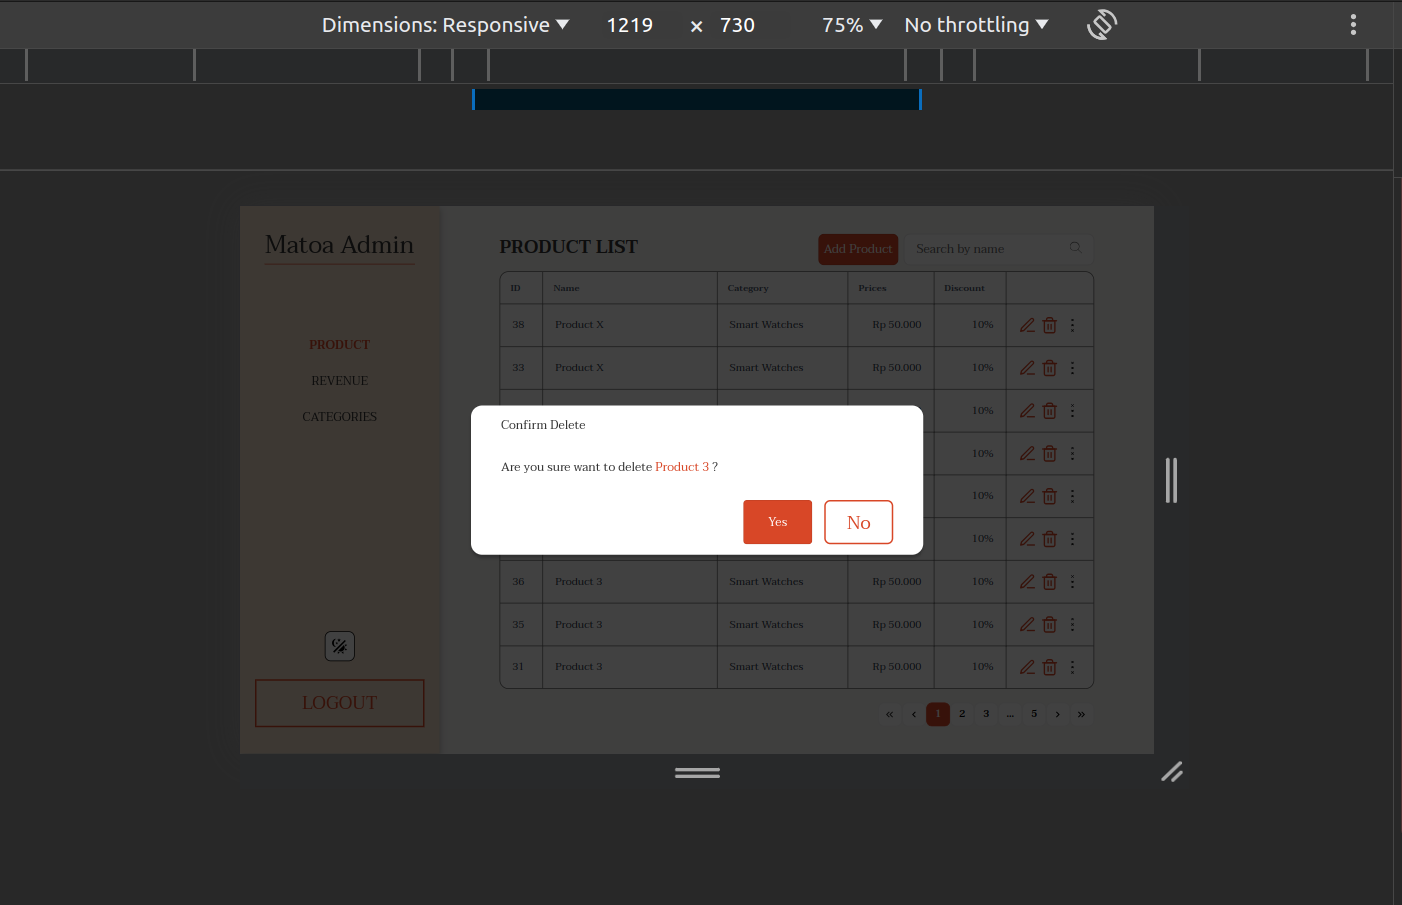 Dimensions: Responsive 1219 × 730 75% No throttling
Matoa Admin
PRODUCT
REVENUE
CATEGORIES
LOGOUT
PRODUCT LIST
Add Product
Search by name
ID Name Category Prices Discount
38 Product X Smart Watches Rp 50.000 10%
33 Product X Smart Watches Rp 50.000 10%
10%
10%
10%
10%
Confirm Delete
Are you sure want to delete Product 3 ?
Yes No
36 Product 3 Smart Watches Rp 50.000 10%
35 Product 3 Smart Watches Rp 50.000 10%
31 Product 3 Smart Watches Rp 50.000 10%
« ‹ 1 2 3 ... 5 › »